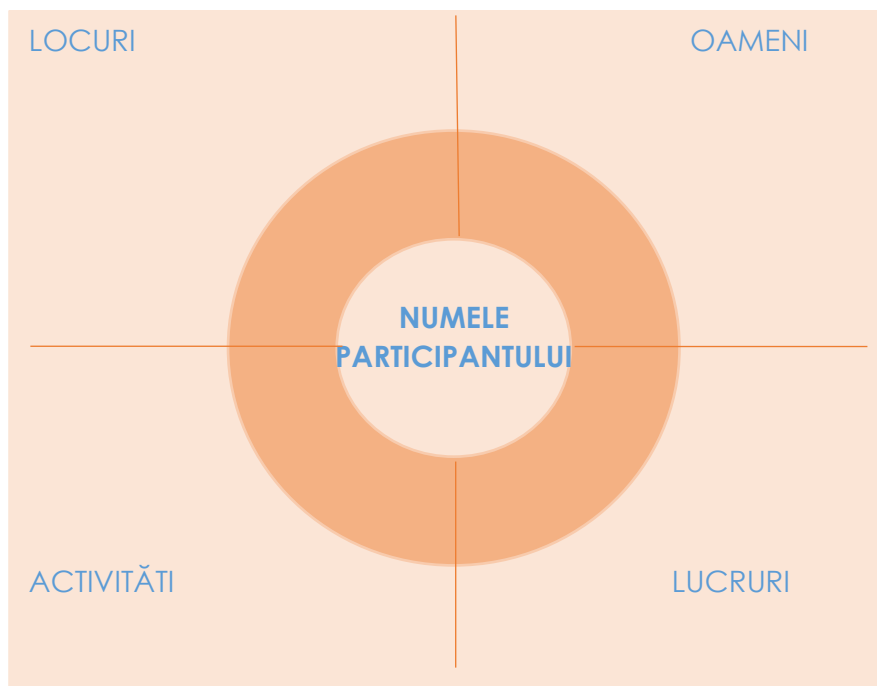 LOCURI
OAMENI
NUMELE
PARTICIPANTULUI
ACTIVITĂTI
LUCRURI